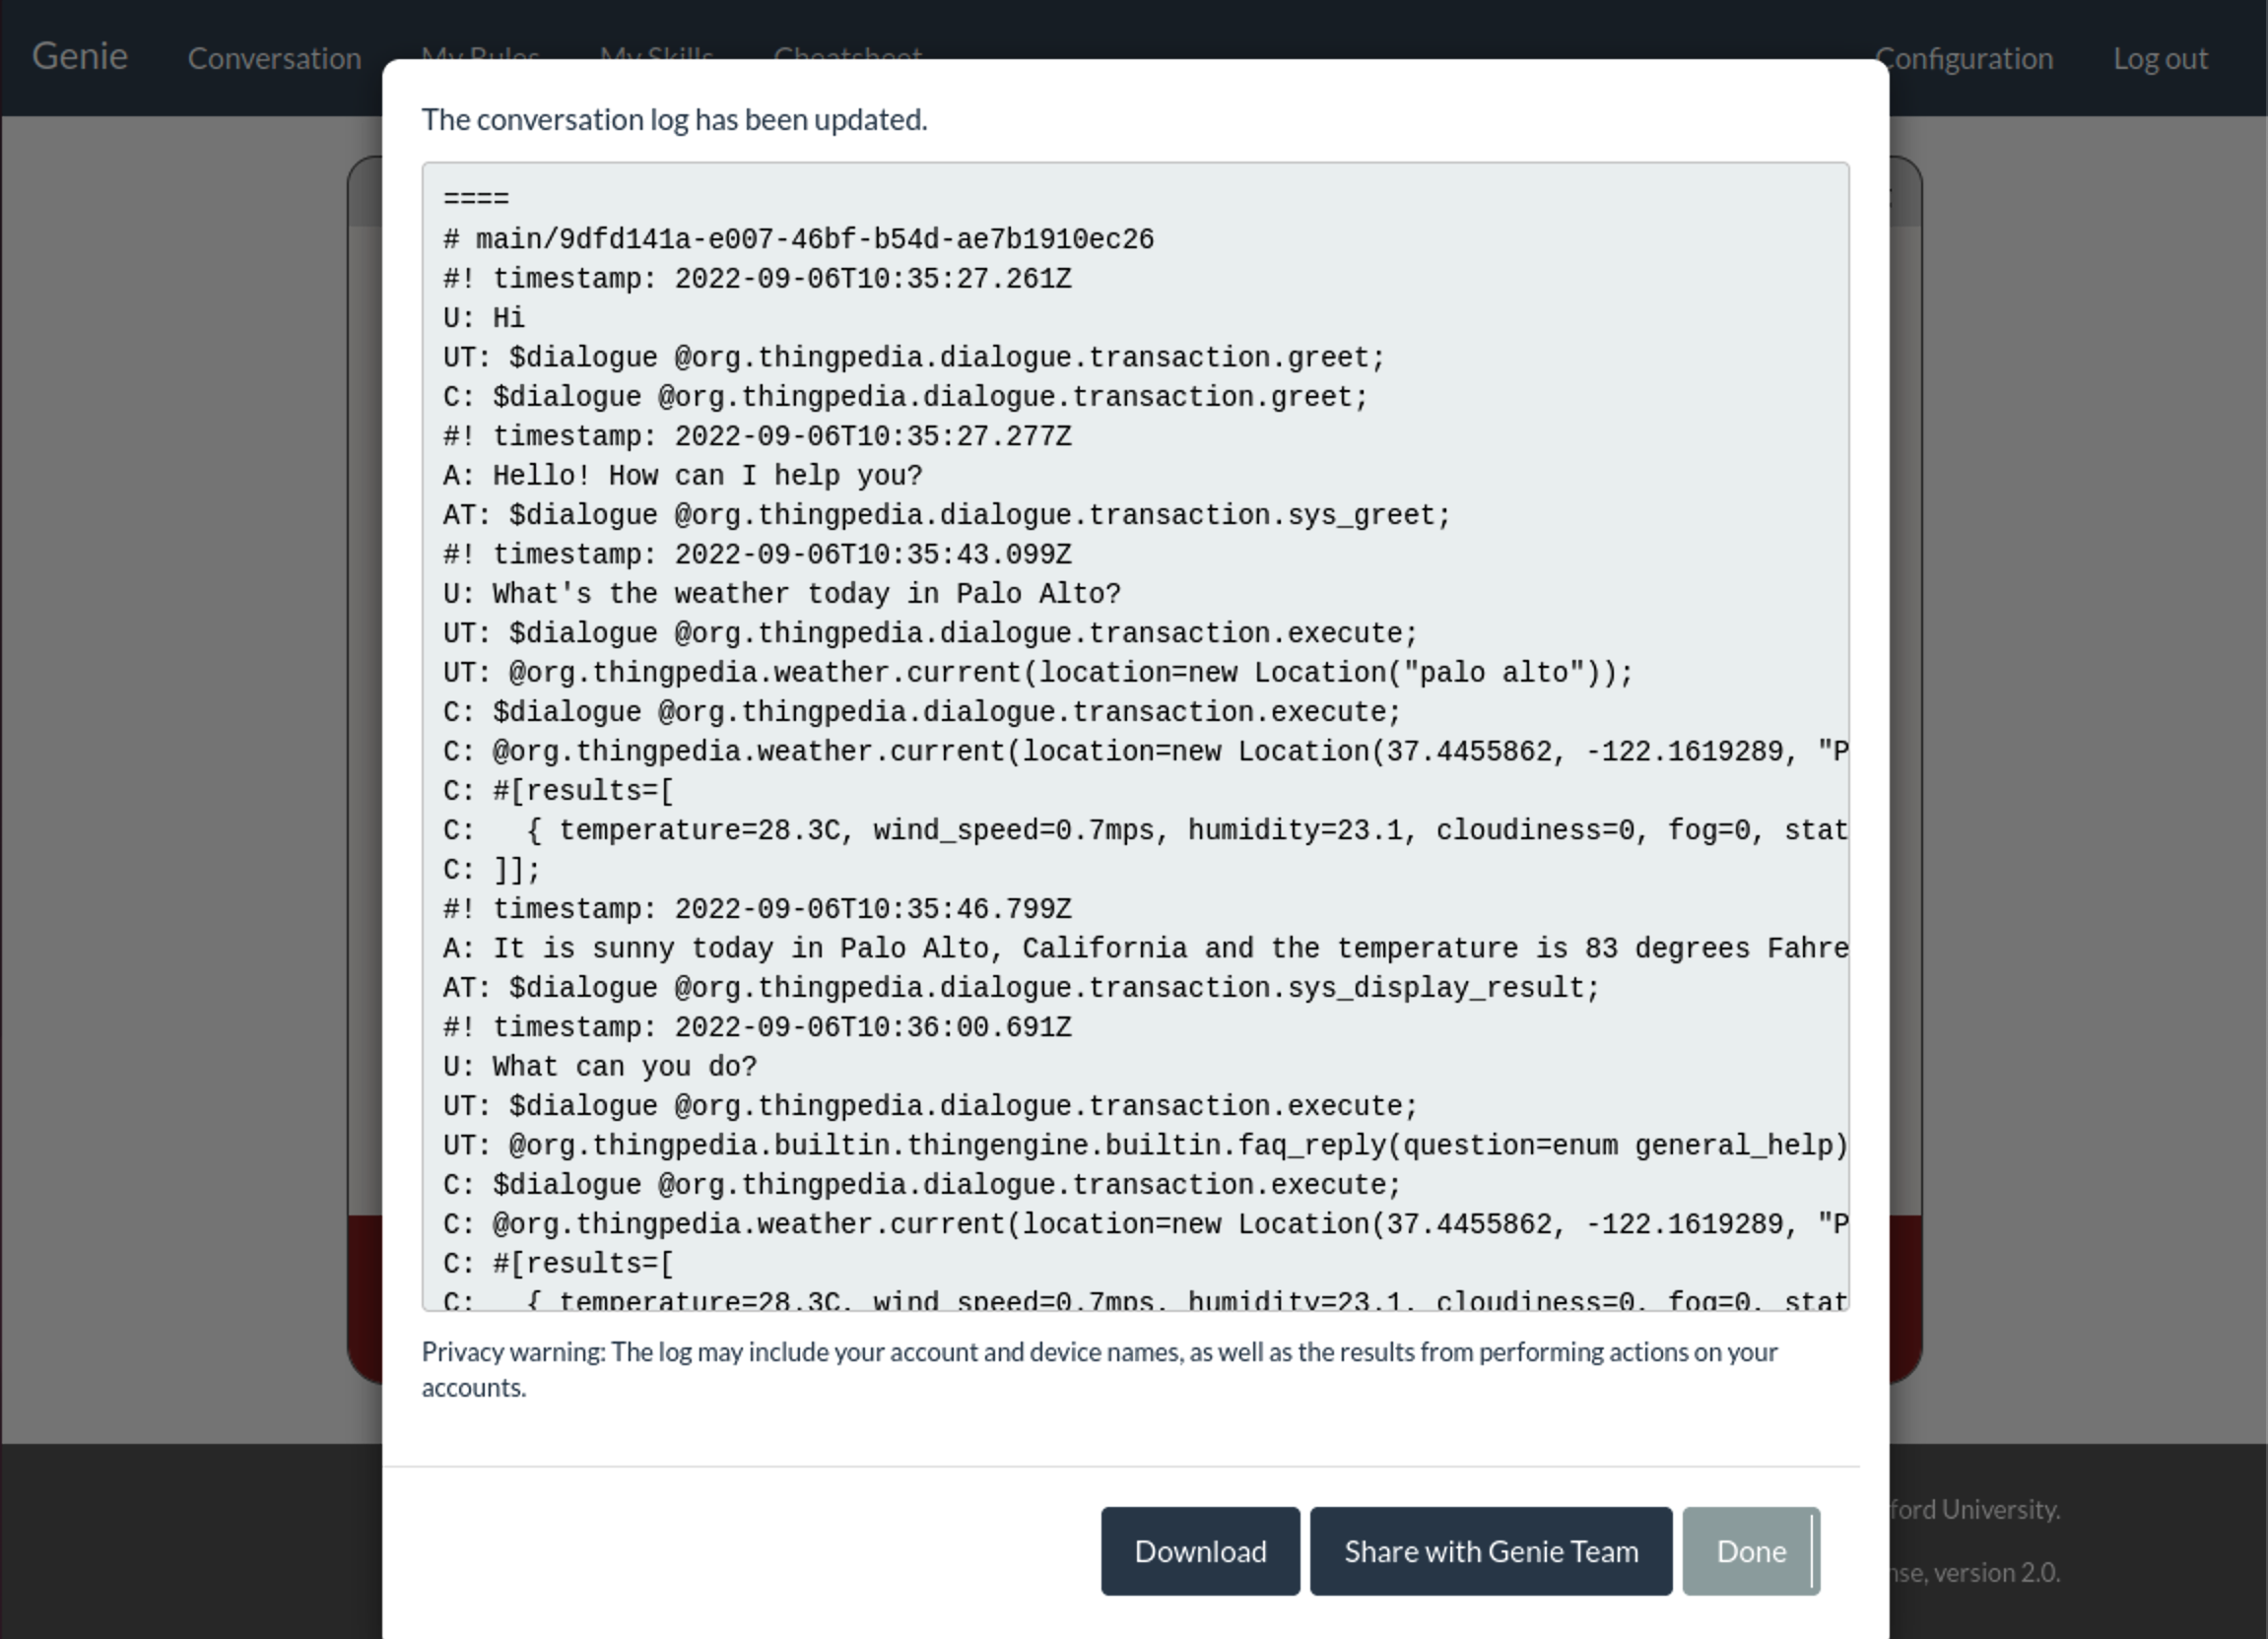 Genie Conversation My Rules My Skills Cheatsheet Configuration Log out
The conversation log has been updated.
====
# main/9dfd141a-e007-46bf-b54d-ae7b1910ec26
#! timestamp: 2022-09-06T10:35:27.261Z
U: Hi
UT: $dialogue @org.thingpedia.dialogue.transaction.greet;
C: $dialogue @org.thingpedia.dialogue.transaction.greet;
#! timestamp: 2022-09-06T10:35:27.277Z
A: Hello! How can I help you?
AT: $dialogue @org.thingpedia.dialogue.transaction.sys_greet;
#! timestamp: 2022-09-06T10:35:43.099Z
U: What's the weather today in Palo Alto?
UT: $dialogue @org.thingpedia.dialogue.transaction.execute;
UT: @org.thingpedia.weather.current(location=new Location("palo alto"));
C: $dialogue @org.thingpedia.dialogue.transaction.execute;
C: @org.thingpedia.weather.current(location=new Location(37.4455862, -122.1619289, "P
C: #[results=[
C:   { temperature=28.3C, wind_speed=0.7mps, humidity=23.1, cloudiness=0, fog=0, stat
C: ]];
#! timestamp: 2022-09-06T10:35:46.799Z
A: It is sunny today in Palo Alto, California and the temperature is 83 degrees Fahre
AT: $dialogue @org.thingpedia.dialogue.transaction.sys_display_result;
#! timestamp: 2022-09-06T10:36:00.691Z
U: What can you do?
UT: $dialogue @org.thingpedia.dialogue.transaction.execute;
UT: @org.thingpedia.builtin.thingengine.builtin.faq_reply(question=enum general_help)
C: $dialogue @org.thingpedia.dialogue.transaction.execute;
C: @org.thingpedia.weather.current(location=new Location(37.4455862, -122.1619289, "P
C: #[results=[
C:   { temperature=28.3C, wind_speed=0.7mps, humidity=23.1, cloudiness=0, fog=0, stat
Privacy warning: The log may include your account and device names, as well as the results from performing actions on your
accounts.
ford University.
Download Share with Genie Team Done
nse, version 2.0.